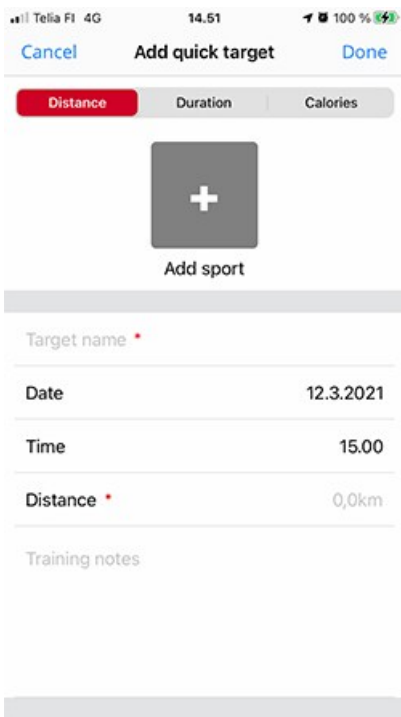 Telia FI 4G 14.51 100 %
Cancel Add quick target Done
Distance Duration Calories
Add sport
Target name *
Date 12.3.2021
Time 15.00
Distance * 0,0km
Training notes